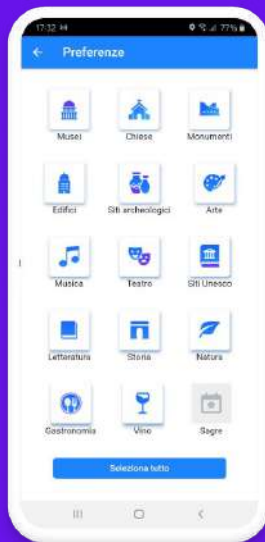 17:32
77%
Preferenze
Musei Chiese Monumenti
Edifici Siti archeologici Arte
Musica Teatro Siti Unesco
Letteratura Storia Natura
Gastronomia Vino Sagre
Seleziona tutto